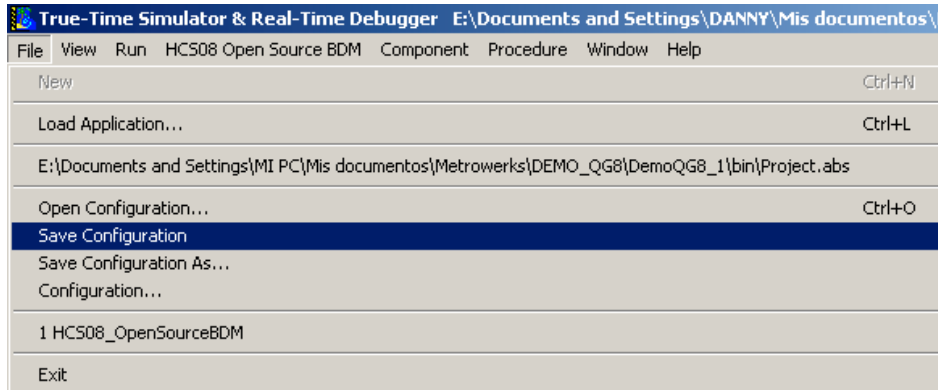 True-Time Simulator & Real-Time Debugger E:\Documents and Settings\DANNY\Mis documentos\
File View Run HCS08 Open Source BDM Component Procedure Window Help
New Ctrl+N
Load Application... Ctrl+L
E:\Documents and Settings\MI PC\Mis documentos\Metrowerks\DEMO_QG8\DemoQG8_1\bin\Project.abs
Open Configuration... Ctrl+O
Save Configuration
Save Configuration As...
Configuration...
1 HCS08_OpenSourceBDM
Exit